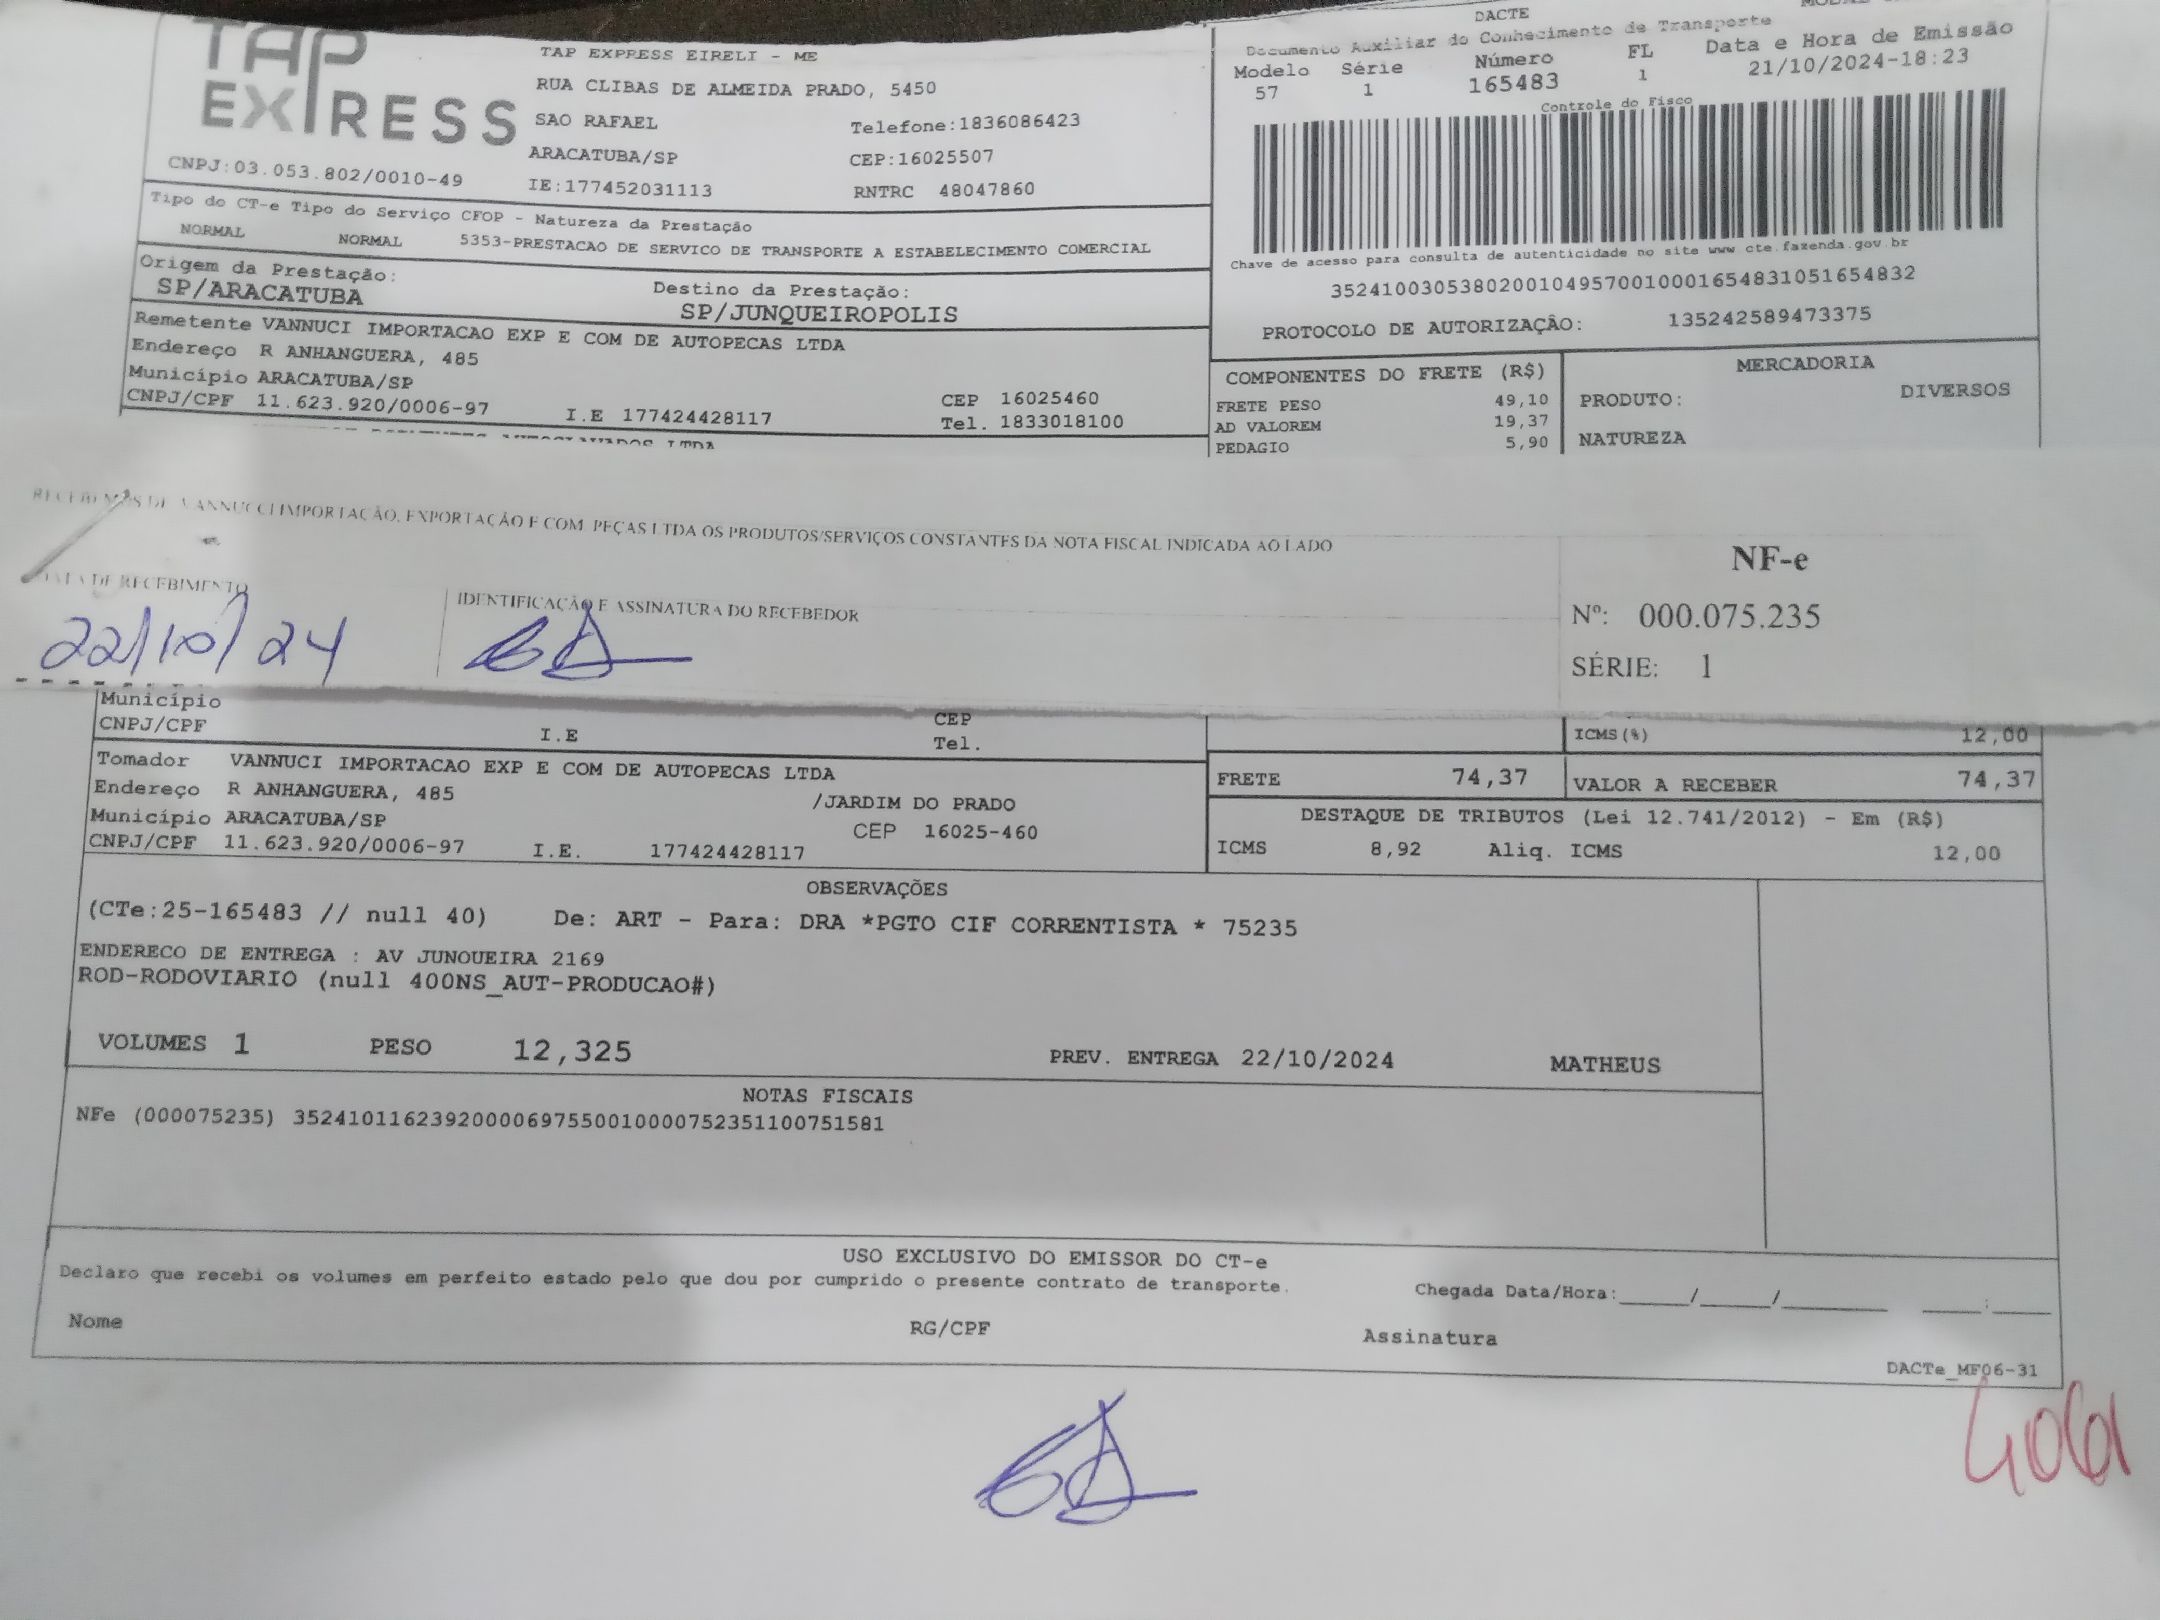 TAP EXPRESS
TAP EXPRESS EIRELI - ME
RUA CLIBAS DE ALMEIDA PRADO, 5450
SAO RAFAEL Telefone:1836086423
ARACATUBA/SP CEP:16025507
CNPJ:03.053.802/0010-49 IE:177452031113 RNTRC 48047860
DACTE
Documento Auxiliar do Conhecimento de Transporte
Modelo Série Número FL Data e Hora de Emissão
57 1 165483 1 21/10/2024-18:23
Controle do Fisco
Chave de acesso para consulta de autenticidade no site www cte.fazenda.gov.br
35241003053802001049570010001654831051654832
PROTOCOLO DE AUTORIZAÇÃO: 135242589473375
Tipo do CT-e Tipo do Serviço CFOP - Natureza da Prestação
NORMAL NORMAL 5353-PRESTACAO DE SERVICO DE TRANSPORTE A ESTABELECIMENTO COMERCIAL
Origem da Prestação: Destino da Prestação:
SP/ARACATUBA SP/JUNQUEIROPOLIS
Remetente VANNUCI IMPORTACAO EXP E COM DE AUTOPECAS LTDA
Endereço R ANHANGUERA, 485
Município ARACATUBA/SP CEP 16025460
CNPJ/CPF 11.623.920/0006-97 I.E 177424428117 Tel. 1833018100
COMPONENTES DO FRETE (R$) MERCADORIA
FRETE PESO 49,10 PRODUTO: DIVERSOS
AD VALOREM 19,37
PEDAGIO 5,90 NATUREZA
RECEBEMOS DE VANNUCCI IMPORTAÇÃO, EXPORTAÇÃO E COM PEÇAS LTDA OS PRODUTOS/SERVIÇOS CONSTANTES DA NOTA FISCAL INDICADA AO LADO
NF-e
DATA DE RECEBIMENTO IDENTIFICAÇÃO E ASSINATURA DO RECEBEDOR
Nº: 000.075.235
22/10/24
SÉRIE: 1
Município CEP
CNPJ/CPF I.E Tel.
ICMS(%) 12,00
Tomador VANNUCI IMPORTACAO EXP E COM DE AUTOPECAS LTDA
Endereço R ANHANGUERA, 485 /JARDIM DO PRADO
Município ARACATUBA/SP CEP 16025-460
CNPJ/CPF 11.623.920/0006-97 I.E. 177424428117
FRETE 74,37 VALOR A RECEBER 74,37
DESTAQUE DE TRIBUTOS (Lei 12.741/2012) - Em (R$)
ICMS 8,92 Aliq. ICMS 12,00
OBSERVAÇÕES
(CTe:25-165483 // null 40) De: ART - Para: DRA *PGTO CIF CORRENTISTA * 75235
ENDERECO DE ENTREGA : AV JUNQUEIRA 2169
ROD-RODOVIARIO (null 400NS_AUT-PRODUCAO#)
VOLUMES 1 PESO 12,325 PREV. ENTREGA 22/10/2024 MATHEUS
NOTAS FISCAIS
NFe (000075235) 35241011623920000697550010000752351100751581
USO EXCLUSIVO DO EMISSOR DO CT-e
Declaro que recebi os volumes em perfeito estado pelo que dou por cumprido o presente contrato de transporte. Chegada Data/Hora:_____/_____/________ ____:____
Nome RG/CPF Assinatura
DACTe_MF06-31